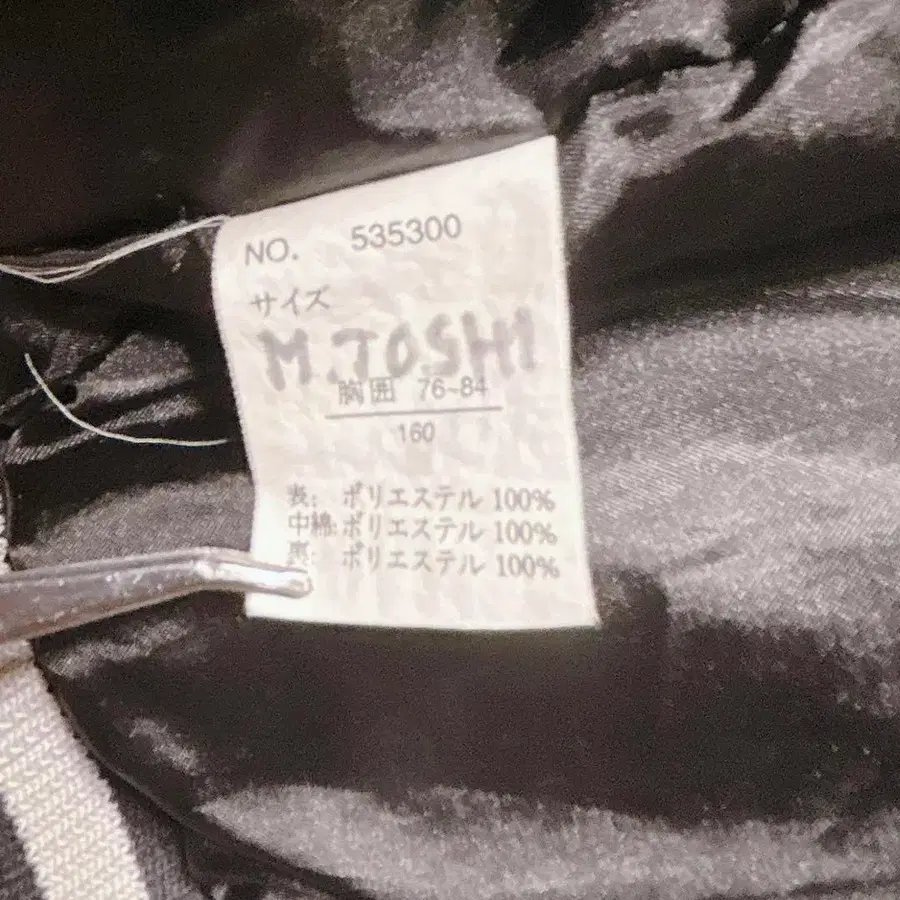 NO. 535300
サイズ
M.TOSHI
胸囲 76~84
160
表: ポリエステル 100%
中綿:ポリエステル 100%
裏: ポリエステル 100%